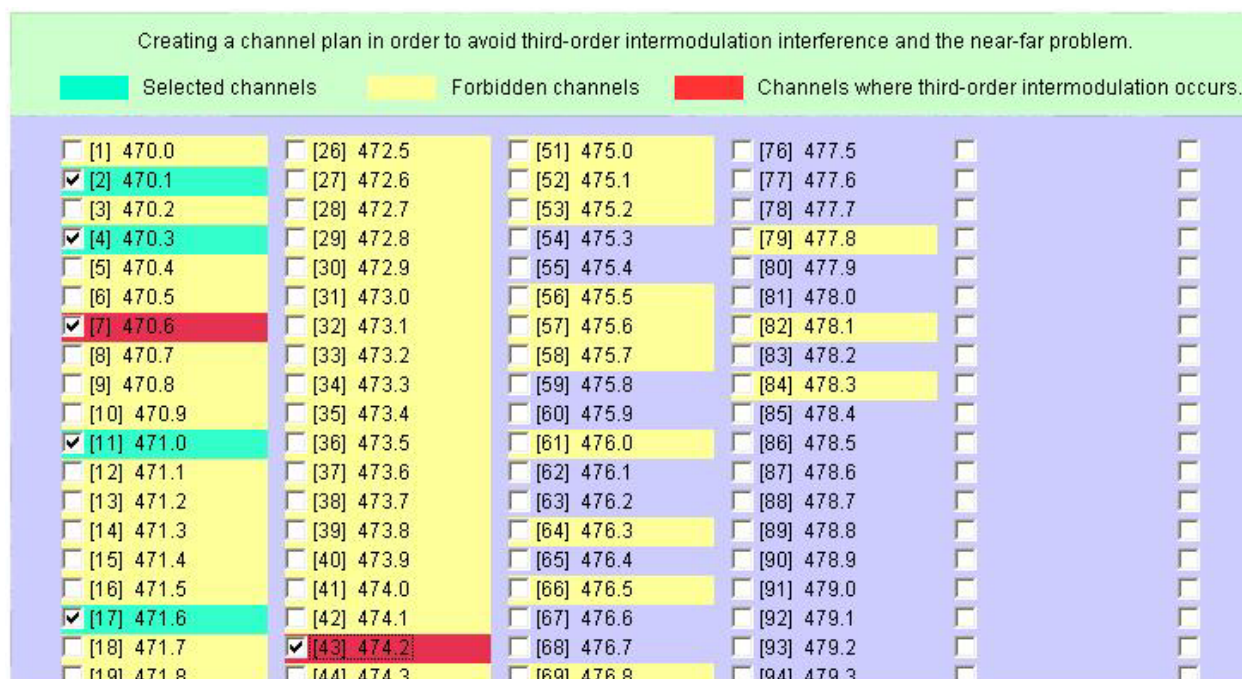 Creating a channel plan in order to avoid third-order intermodulation interference and the near-far problem.
Selected channels Forbidden channels Channels where third-order intermodulation occurs.
[1] 470.0 [26] 472.5 [51] 475.0 [76] 477.5
[2] 470.1 [27] 472.6 [52] 475.1 [77] 477.6
[3] 470.2 [28] 472.7 [53] 475.2 [78] 477.7
[4] 470.3 [29] 472.8 [54] 475.3 [79] 477.8
[5] 470.4 [30] 472.9 [55] 475.4 [80] 477.9
[6] 470.5 [31] 473.0 [56] 475.5 [81] 478.0
[7] 470.6 [32] 473.1 [57] 475.6 [82] 478.1
[8] 470.7 [33] 473.2 [58] 475.7 [83] 478.2
[9] 470.8 [34] 473.3 [59] 475.8 [84] 478.3
[10] 470.9 [35] 473.4 [60] 475.9 [85] 478.4
[11] 471.0 [36] 473.5 [61] 476.0 [86] 478.5
[12] 471.1 [37] 473.6 [62] 476.1 [87] 478.6
[13] 471.2 [38] 473.7 [63] 476.2 [88] 478.7
[14] 471.3 [39] 473.8 [64] 476.3 [89] 478.8
[15] 471.4 [40] 473.9 [65] 476.4 [90] 478.9
[16] 471.5 [41] 474.0 [66] 476.5 [91] 479.0
[17] 471.6 [42] 474.1 [67] 476.6 [92] 479.1
[18] 471.7 [43] 474.2 [68] 476.7 [93] 479.2
[19] 471.8 [44] 474.3 [69] 476.8 [94] 479.3